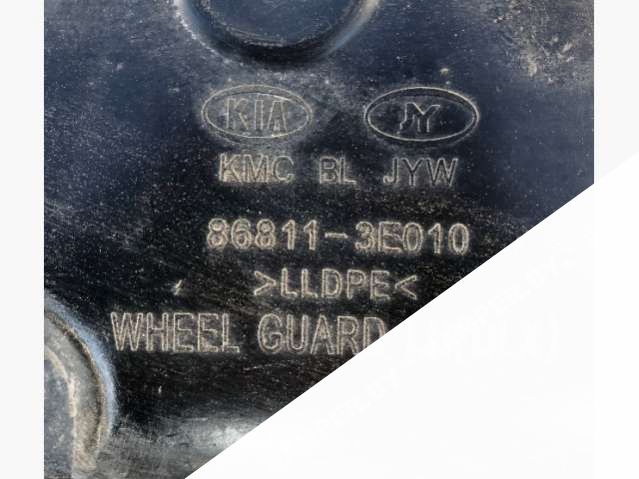 KIA JY
KMC BL JYW
86811-3E010
>LLDPE<
WHEEL GUARD